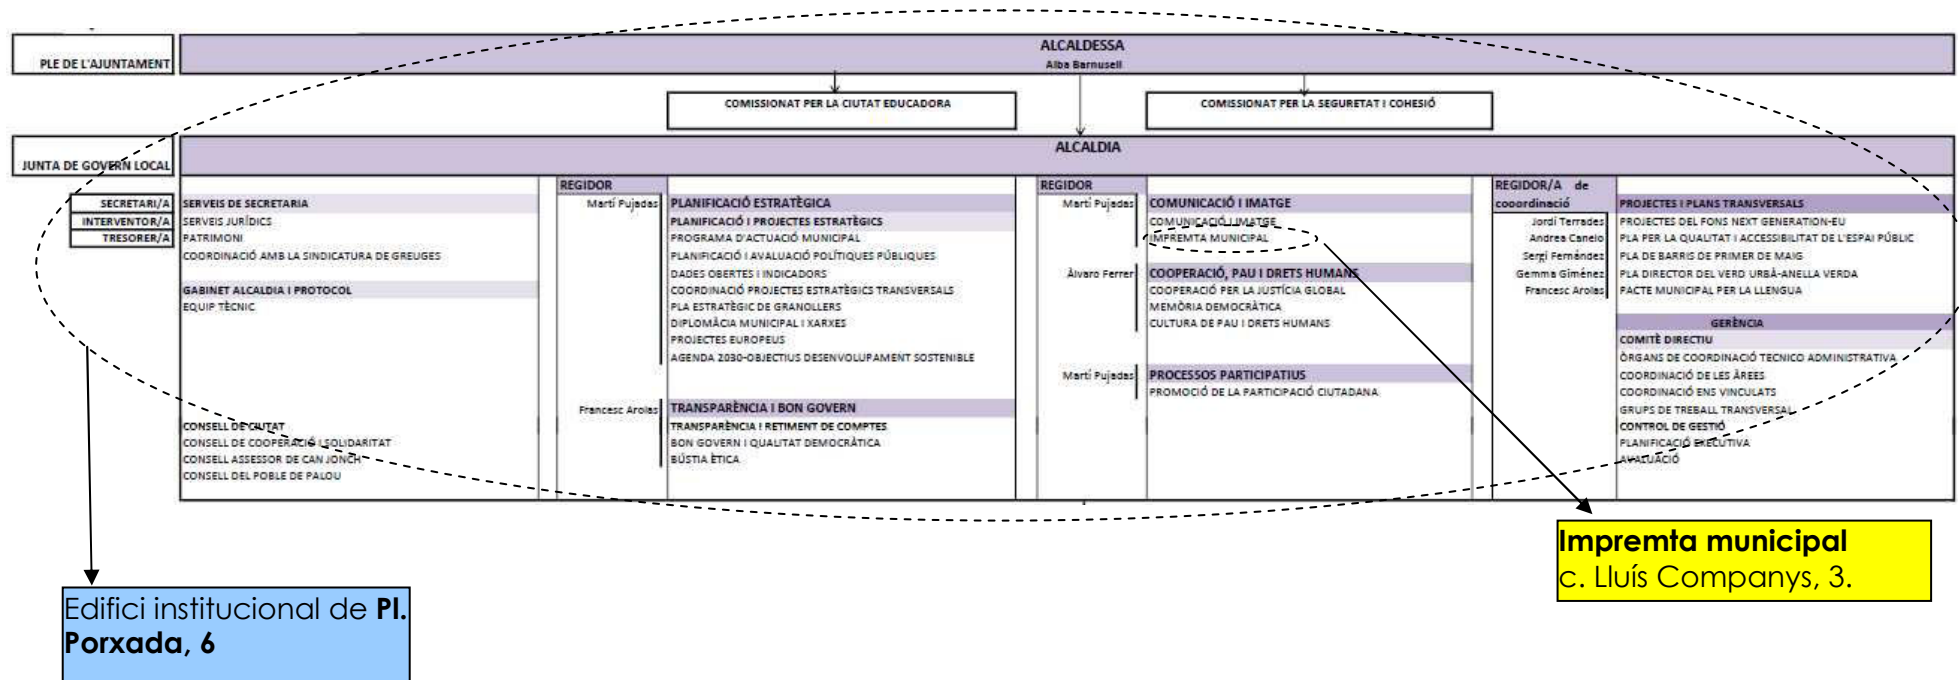 ALCALDESSA
Alba Barnusell
PLE DE L'AJUNTAMENT
COMISSIONAT PER LA CIUTAT EDUCADORA
COMISSIONAT PER LA SEGURETAT I COHESIÓ
ALCALDIA
JUNTA DE GOVERN LOCAL
SECRETARI/A
INTERVENTOR/A
TRESORER/A
SERVEIS DE SECRETARIA
SERVEIS JURÍDICS
PATRIMONI
COORDINACIÓ AMB LA SINDICATURA DE GREUGES
GABINET ALCALDIA I PROTOCOL
EQUIP TÈCNIC
CONSELL DE CIUTAT
CONSELL DE COOPERACIÓ I SOLIDARITAT
CONSELL ASSESSOR DE CAN JONCH
CONSELL DEL POBLE DE PALOU
REGIDOR
Martí Pujadas
PLANIFICACIÓ ESTRATÈGICA
PLANIFICACIÓ I PROJECTES ESTRATÈGICS
PROGRAMA D'ACTUACIÓ MUNICIPAL
PLANIFICACIÓ I AVALUACIÓ POLÍTIQUES PÚBLIQUES
DADES OBERTES I INDICADORS
COORDINACIÓ PROJECTES ESTRATÈGICS TRANSVERSALS
PLA ESTRATÈGIC DE GRANOLLERS
DIPLOMÀCIA MUNICIPAL I XARXES
PROJECTES EUROPEUS
AGENDA 2030-OBJECTIUS DESENVOLUPAMENT SOSTENIBLE
Francesc Arolas
TRANSPARÈNCIA I BON GOVERN
TRANSPARÈNCIA I RETIMENT DE COMPTES
BON GOVERN I QUALITAT DEMOCRÀTICA
BÚSTIA ÈTICA
REGIDOR
Martí Pujadas
COMUNICACIÓ I IMATGE
COMUNICACIÓ I IMATGE
IMPREMTA MUNICIPAL
Àlvaro Ferrer
COOPERACIÓ, PAU I DRETS HUMANS
COOPERACIÓ PER LA JUSTÍCIA GLOBAL
MEMÒRIA DEMOCRÀTICA
CULTURA DE PAU I DRETS HUMANS
Martí Pujadas
PROCESSOS PARTICIPATIUS
PROMOCIÓ DE LA PARTICIPACIÓ CIUTADANA
REGIDOR/A de
cooordinació
Jordi Terrades
Andrea Canelo
Sergi Fernández
Gemma Giménez
Francesc Arolas
PROJECTES I PLANS TRANSVERSALS
PROJECTES DEL FONS NEXT GENERATION-EU
PLA PER LA QUALITAT I ACCESSIBILITAT DE L'ESPAI PÚBLIC
PLA DE BARRIS DE PRIMER DE MAIG
PLA DIRECTOR DEL VERD URBÀ-ANELLA VERDA
PACTE MUNICIPAL PER LA LLENGUA
GERÈNCIA
COMITÈ DIRECTIU
ÒRGANS DE COORDINACIÓ TECNICO ADMINISTRATIVA
COORDINACIÓ DE LES ÀREES
COORDINACIÓ ENS VINCULATS
GRUPS DE TREBALL TRANSVERSAL
CONTROL DE GESTIÓ
PLANIFICACIÓ EXECUTIVA
AVALUACIÓ
Impremta municipal
c. Lluís Companys, 3.
Edifici institucional de Pl.
Porxada, 6